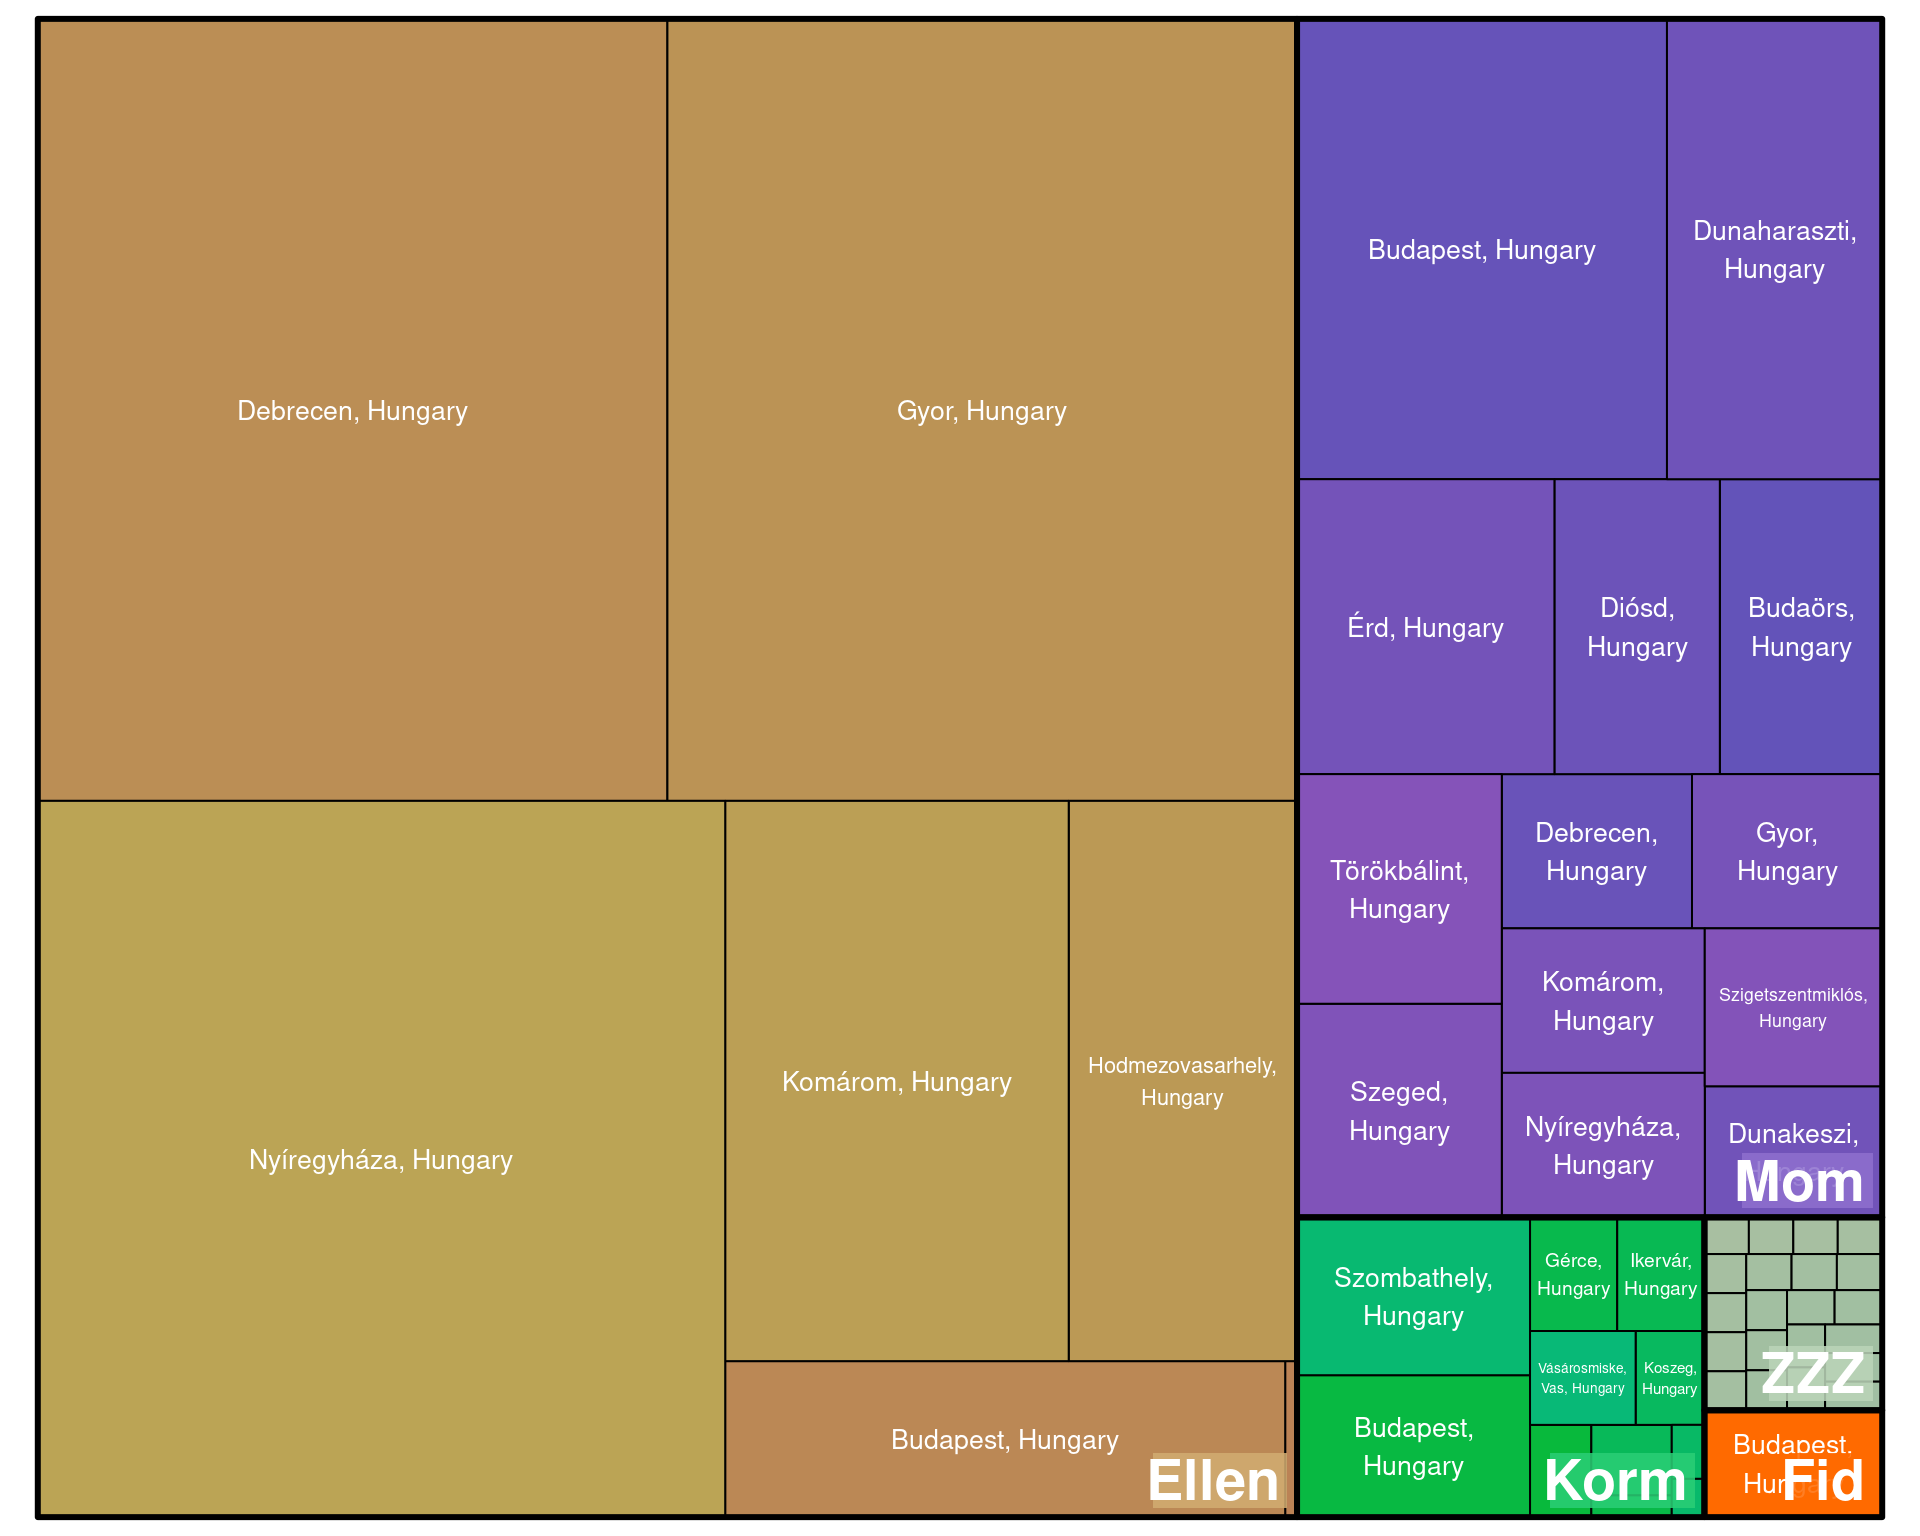 Debrecen, Hungary
Gyor, Hungary
Nyíregyháza, Hungary
Komárom, Hungary
Hodmezovasarhely,
Hungary
Budapest, Hungary
Ellen
Budapest, Hungary
Dunaharaszti,
Hungary
Érd, Hungary
Diósd,
Hungary
Budaörs,
Hungary
Törökbálint,
Hungary
Debrecen,
Hungary
Gyor,
Hungary
Szeged,
Hungary
Komárom,
Hungary
Szigetszentmiklós,
Hungary
Nyíregyháza,
Hungary
Dunakeszi,
Hungary
Mom
Szombathely,
Hungary
Gérce,
Hungary
Ikervár,
Hungary
Vásárosmiske,
Vas, Hungary
Koszeg,
Hungary
Budapest,
Hungary
Korm
ZZZ
Budapest,
Hungary
Fid